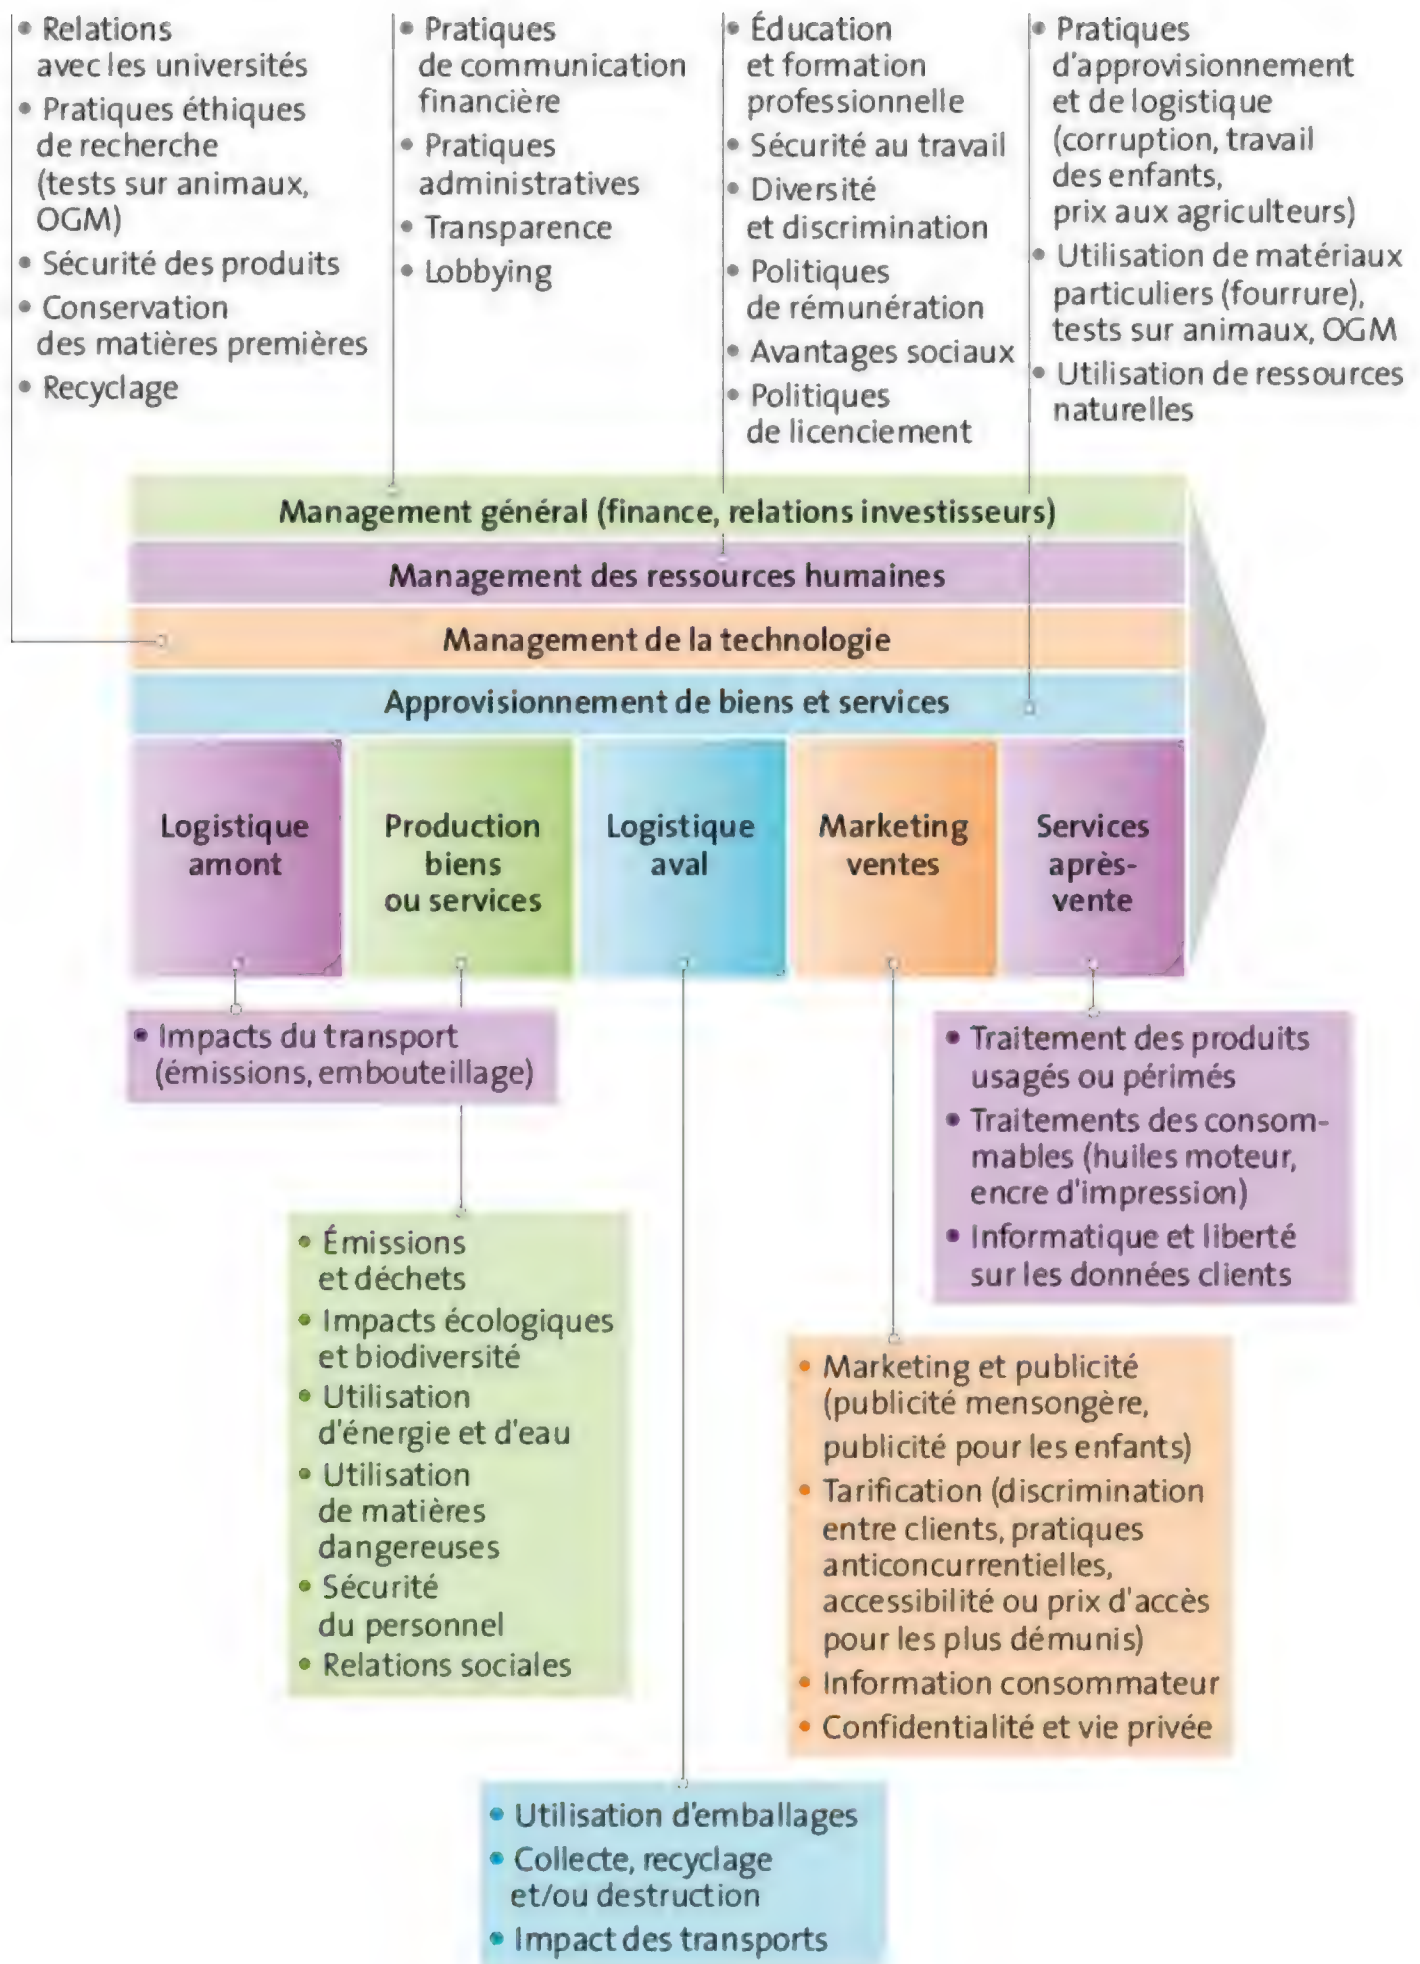 • Relations
avec les universités
• Pratiques éthiques
de recherche
(tests sur animaux,
OGM)
• Sécurité des produits
• Conservation
des matières premières
• Recyclage
• Pratiques
de communication
financière
• Pratiques
administratives
• Transparence
• Lobbying
• Éducation
et formation
professionnelle
• Sécurité au travail
• Diversité
et discrimination
• Politiques
de rémunération
• Avantages sociaux
• Politiques
de licenciement
• Pratiques
d'approvisionnement
et de logistique
(corruption, travail
des enfants,
prix aux agriculteurs)
• Utilisation de matériaux
particuliers (fourrure),
tests sur animaux, OGM
• Utilisation de ressources
naturelles
Management général (finance, relations investisseurs)
Management des ressources humaines
Management de la technologie
Approvisionnement de biens et services
Logistique
amont
Production
biens
ou services
Logistique
aval
Marketing
ventes
Services
après-
vente
• Impacts du transport
(émissions, embouteillage)
• Émissions
et déchets
• Impacts écologiques
et biodiversité
• Utilisation
d'énergie et d'eau
• Utilisation
de matières
dangereuses
• Sécurité
du personnel
• Relations sociales
• Utilisation d'emballages
• Collecte, recyclage
et/ou destruction
• Impact des transports
• Marketing et publicité
(publicité mensongère,
publicité pour les enfants)
• Tarification (discrimination
entre clients, pratiques
anticoncurrentielles,
accessibilité ou prix d'accès
pour les plus démunis)
• Information consommateur
• Confidentialité et vie privée
• Traitement des produits
usagés ou périmés
• Traitements des consom-
mables (huiles moteur,
encre d'impression)
• Informatique et liberté
sur les données clients